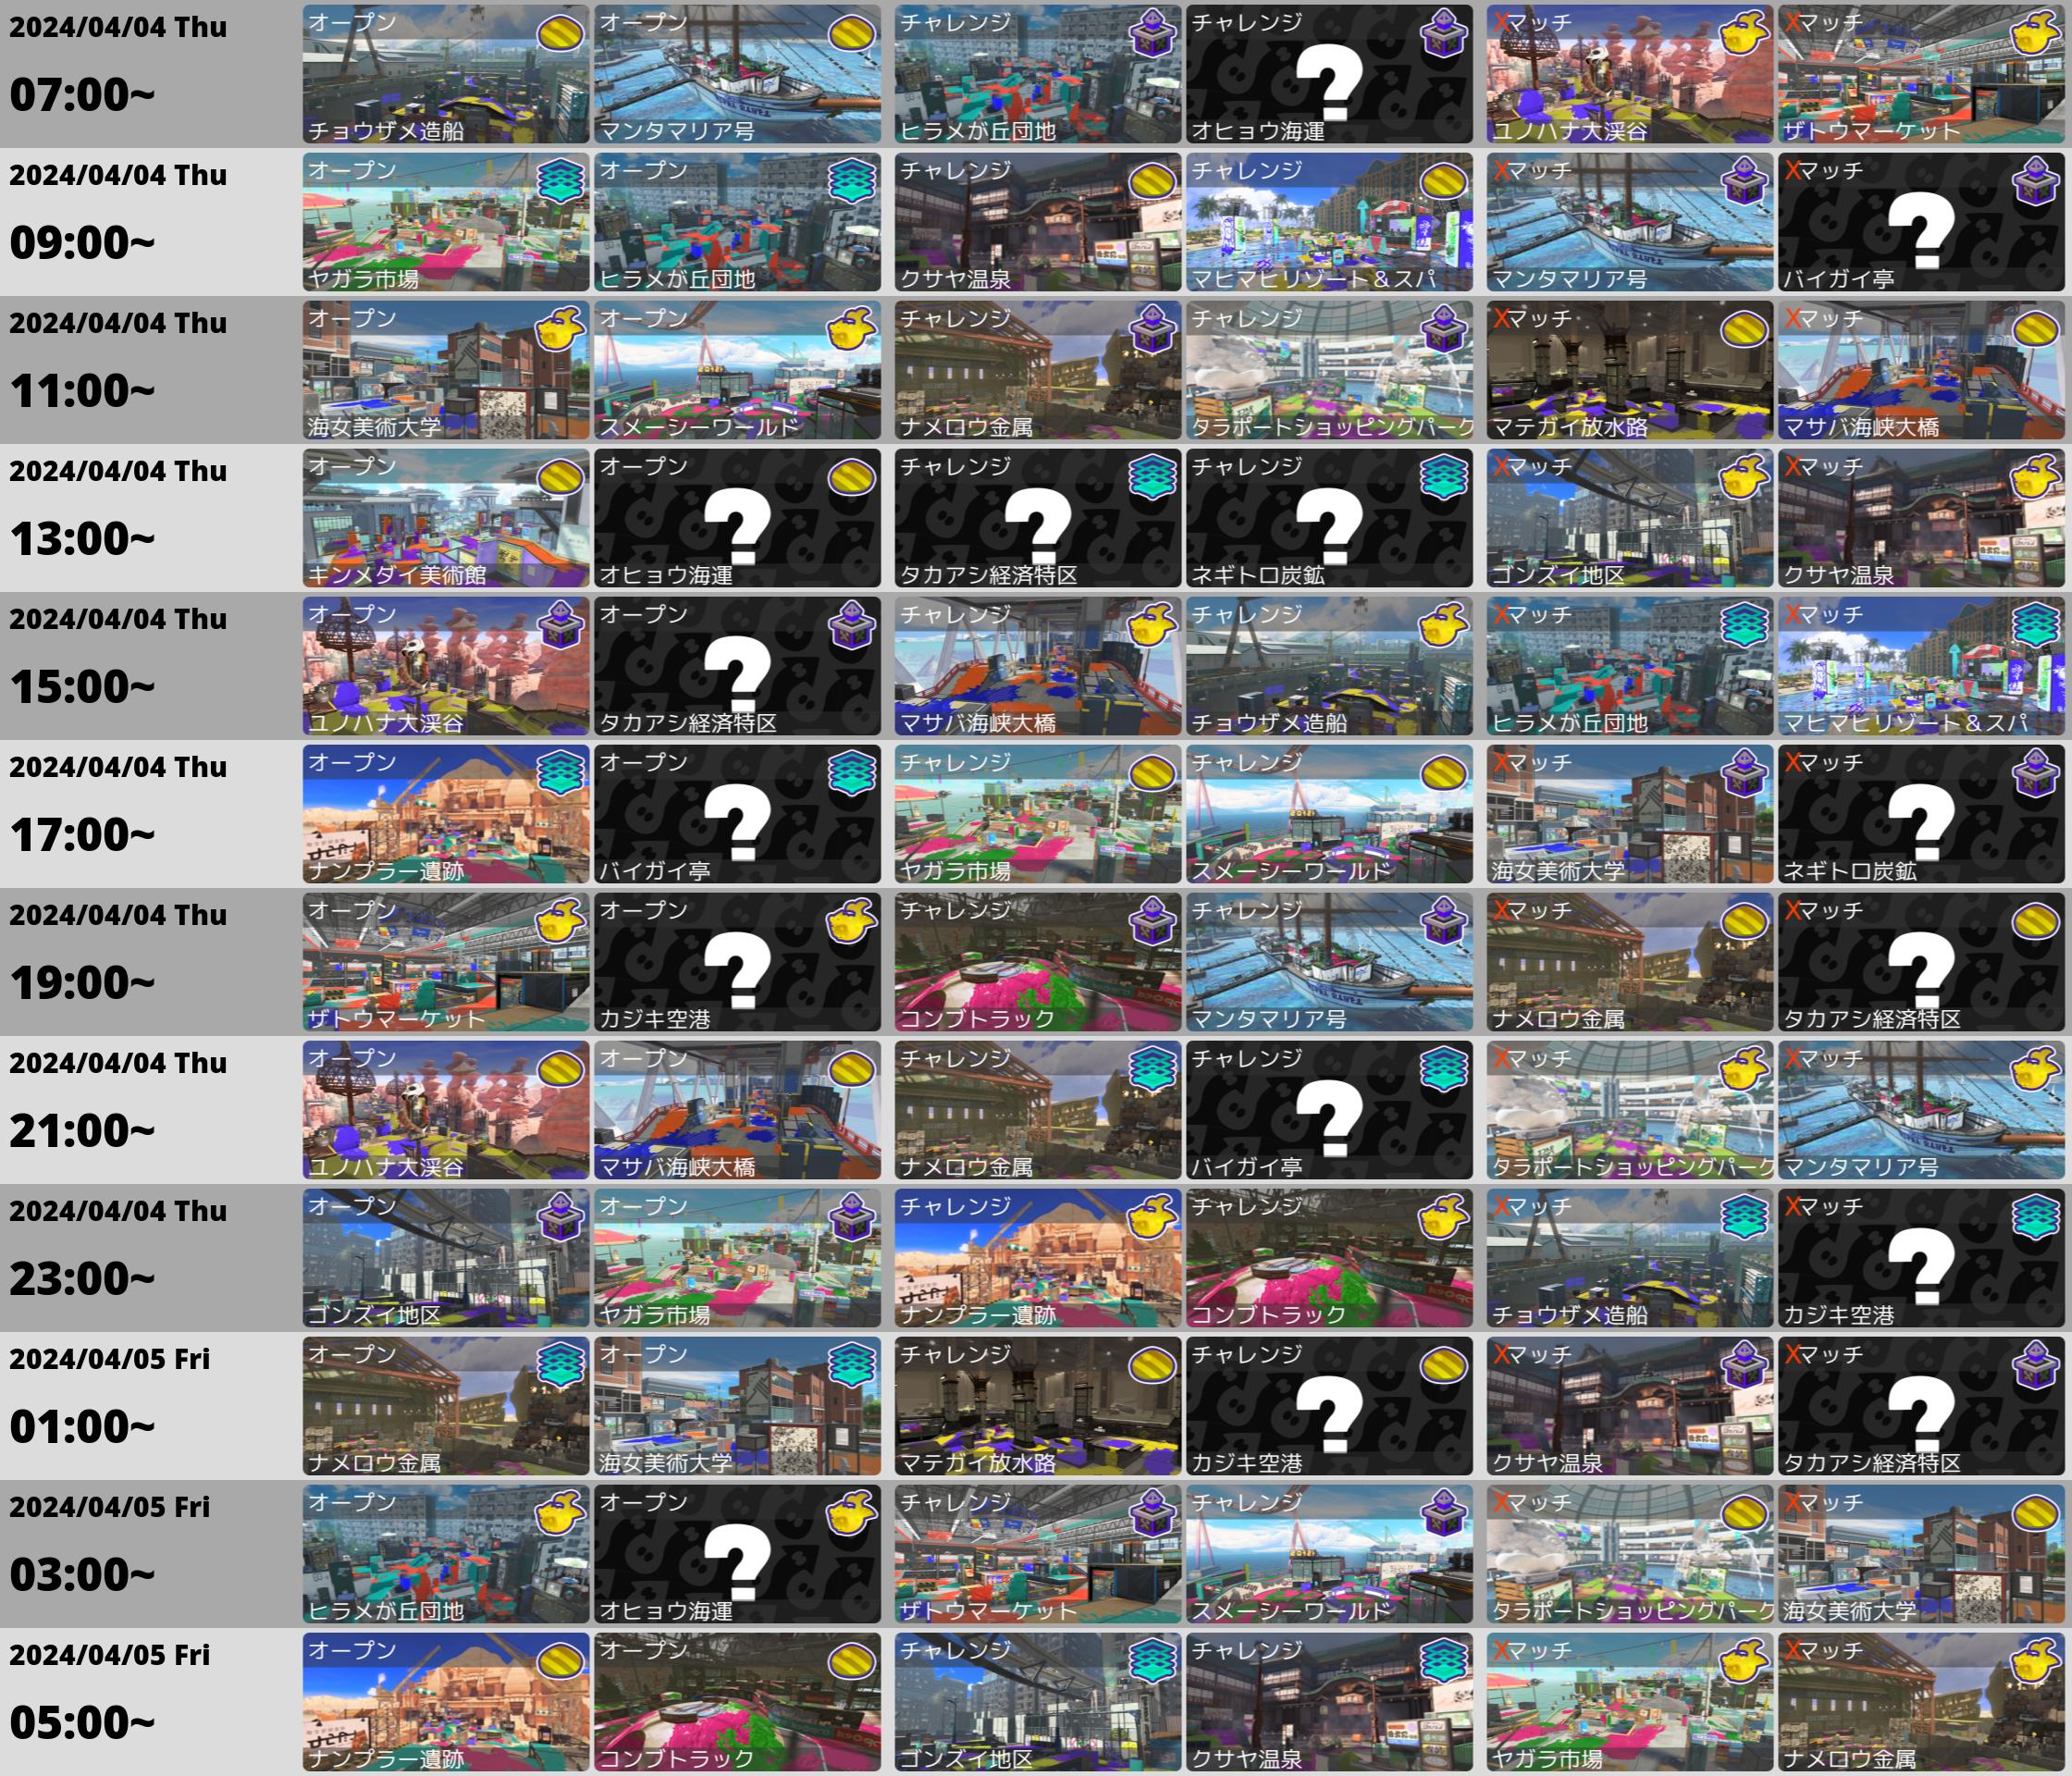 2024/04/04 Thu
07:00~
オープン
チョウザメ造船
オープン
マンタマリア号
チャレンジ
ヒラメが丘団地
チャレンジ
?
オヒョウ海運
Xマッチ
ユノハナ大渓谷
Xマッチ
ザトウマーケット
2024/04/04 Thu
09:00~
オープン
ヤガラ市場
オープン
ヒラメが丘団地
チャレンジ
クサヤ温泉
チャレンジ
マヒマヒリゾート&スパ
Xマッチ
マンタマリア号
Xマッチ
?
バイガイ亭
2024/04/04 Thu
11:00~
オープン
海女美術大学
オープン
スメーシーワールド
チャレンジ
ナメロウ金属
チャレンジ
タラポートショッピングパーク
Xマッチ
マテガイ放水路
Xマッチ
マサバ海峡大橋
2024/04/04 Thu
13:00~
オープン
キンメダイ美術館
オープン
?
オヒョウ海運
チャレンジ
?
タカアシ経済特区
チャレンジ
?
ネギトロ炭鉱
Xマッチ
ゴンズイ地区
Xマッチ
クサヤ温泉
2024/04/04 Thu
15:00~
オープン
ユノハナ大渓谷
オープン
?
タカアシ経済特区
チャレンジ
マサバ海峡大橋
チャレンジ
チョウザメ造船
Xマッチ
ヒラメが丘団地
Xマッチ
マヒマヒリゾート&スパ
2024/04/04 Thu
17:00~
オープン
ナンプラー遺跡
オープン
?
バイガイ亭
チャレンジ
ヤガラ市場
チャレンジ
スメーシーワールド
Xマッチ
海女美術大学
Xマッチ
?
ネギトロ炭鉱
2024/04/04 Thu
19:00~
オープン
ザトウマーケット
オープン
?
カジキ空港
チャレンジ
コンブトラック
チャレンジ
マンタマリア号
Xマッチ
ナメロウ金属
Xマッチ
?
タカアシ経済特区
2024/04/04 Thu
21:00~
オープン
ユノハナ大渓谷
オープン
マサバ海峡大橋
チャレンジ
ナメロウ金属
チャレンジ
?
バイガイ亭
Xマッチ
タラポートショッピングパーク
Xマッチ
マンタマリア号
2024/04/04 Thu
23:00~
オープン
ゴンズイ地区
オープン
ヤガラ市場
チャレンジ
ナンプラー遺跡
チャレンジ
コンブトラック
Xマッチ
チョウザメ造船
Xマッチ
?
カジキ空港
2024/04/05 Fri
01:00~
オープン
ナメロウ金属
オープン
海女美術大学
チャレンジ
マテガイ放水路
チャレンジ
?
カジキ空港
Xマッチ
クサヤ温泉
Xマッチ
?
タカアシ経済特区
2024/04/05 Fri
03:00~
オープン
ヒラメが丘団地
オープン
?
オヒョウ海運
チャレンジ
ザトウマーケット
チャレンジ
スメーシーワールド
Xマッチ
タラポートショッピングパーク
Xマッチ
海女美術大学
2024/04/05 Fri
05:00~
オープン
ナンプラー遺跡
オープン
コンブトラック
チャレンジ
ゴンズイ地区
チャレンジ
クサヤ温泉
Xマッチ
ヤガラ市場
Xマッチ
ナメロウ金属